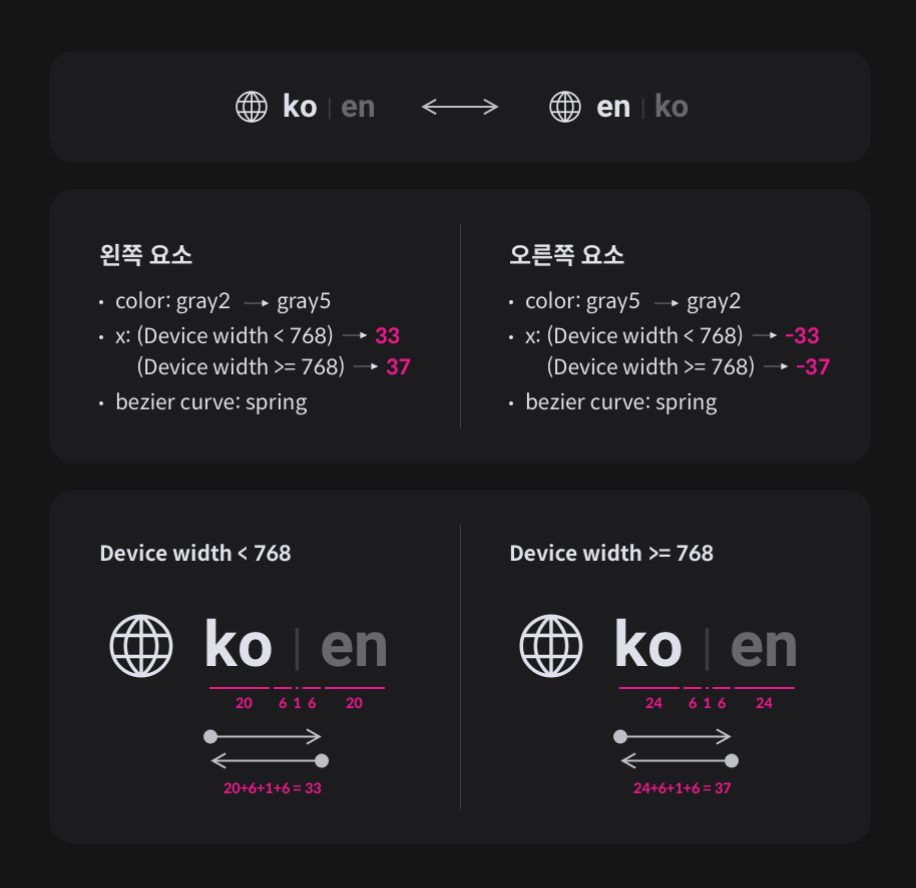 ko | en
en | ko
왼쪽 요소
• color: gray2 → gray5
• x: (Device width < 768) → 33
(Device width >= 768) → 37
• bezier curve: spring
오른쪽 요소
• color: gray5 → gray2
• x: (Device width < 768) → -33
(Device width >= 768) → -37
• bezier curve: spring
Device width < 768
ko | en
20 6 1 6 20
20+6+1+6 = 33
Device width >= 768
ko | en
24 6 1 6 24
24+6+1+6 = 37